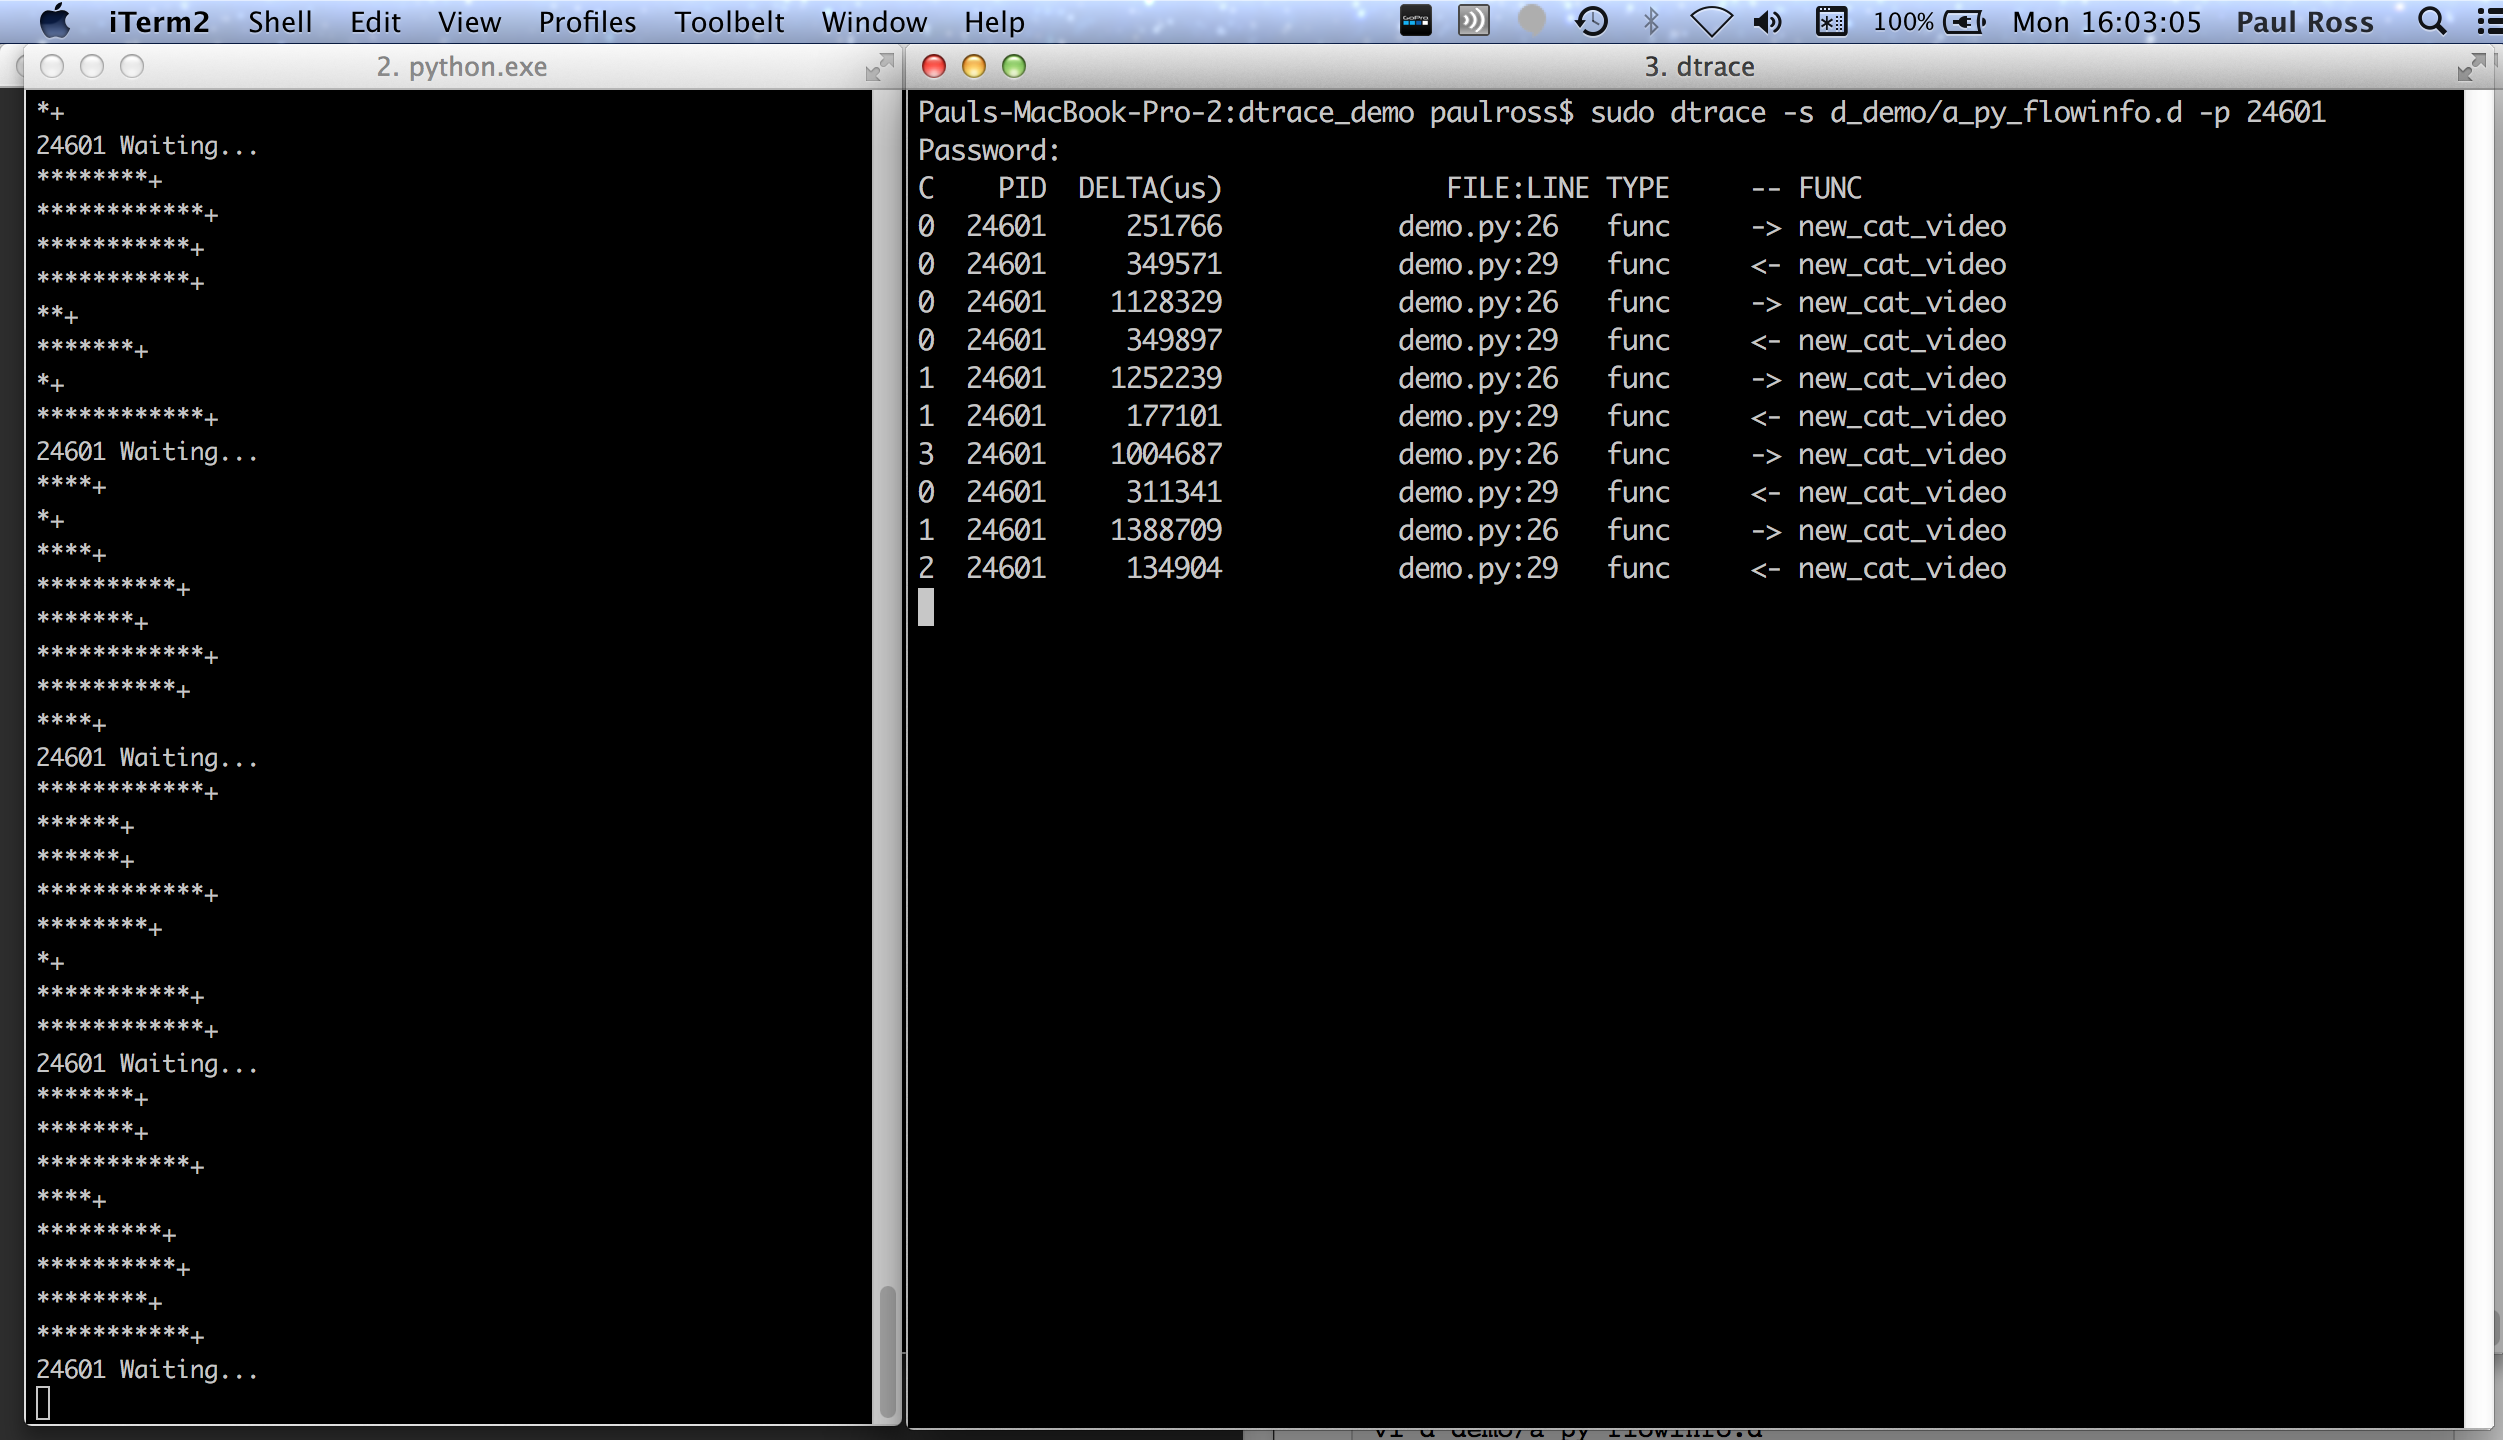 iTerm2 Shell Edit View Profiles Toolbelt Window Help GoPro 100% Mon 16:03:05 Paul Ross
2. python.exe
*+
24601 Waiting...
********+
************+
***********+
***********+
**+
*******+
*+
************+
24601 Waiting...
****+
*+
****+
**********+
*******+
************+
**********+
****+
24601 Waiting...
************+
******+
******+
************+
********+
*+
***********+
************+
24601 Waiting...
*******+
*******+
***********+
****+
*********+
**********+
********+
***********+
24601 Waiting...
3. dtrace
Pauls-MacBook-Pro-2:dtrace_demo paulross$ sudo dtrace -s d_demo/a_py_flowinfo.d -p 24601
Password:
C PID DELTA(us) FILE:LINE TYPE -- FUNC
0 24601 251766 demo.py:26 func -> new_cat_video
0 24601 349571 demo.py:29 func <- new_cat_video
0 24601 1128329 demo.py:26 func -> new_cat_video
0 24601 349897 demo.py:29 func <- new_cat_video
1 24601 1252239 demo.py:26 func -> new_cat_video
1 24601 177101 demo.py:29 func <- new_cat_video
3 24601 1004687 demo.py:26 func -> new_cat_video
0 24601 311341 demo.py:29 func <- new_cat_video
1 24601 1388709 demo.py:26 func -> new_cat_video
2 24601 134904 demo.py:29 func <- new_cat_video